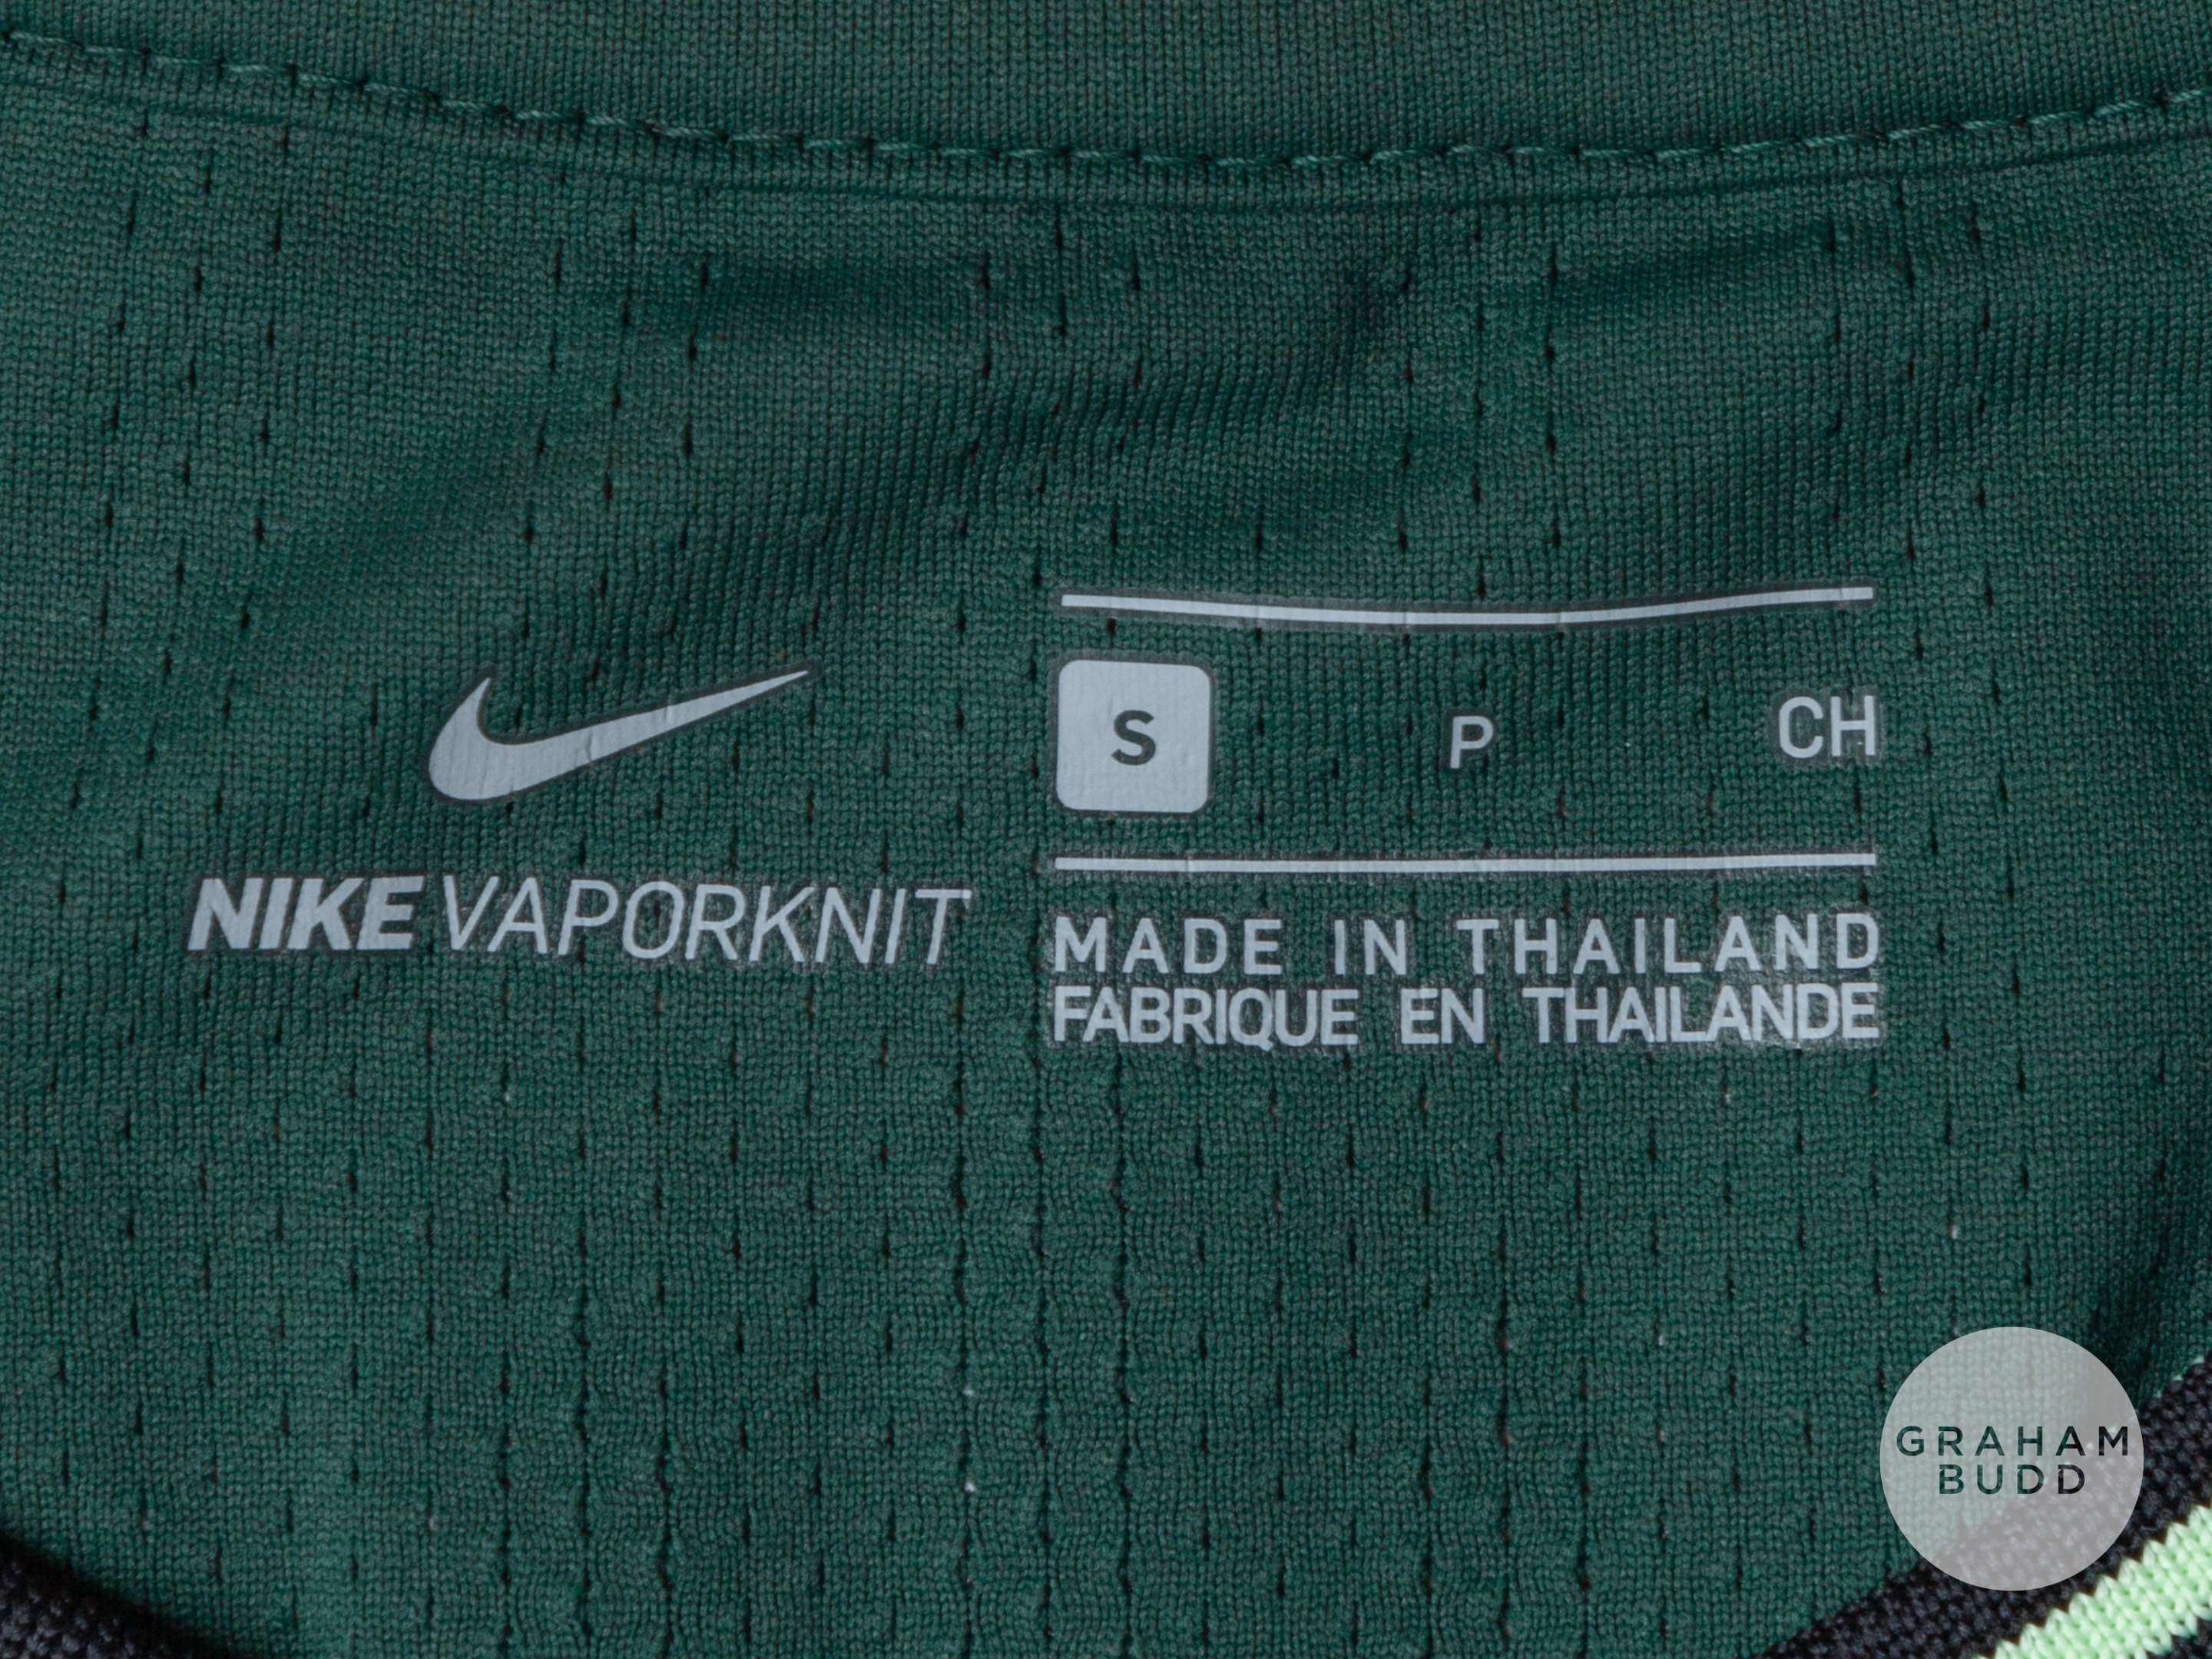 NIKE VAPORKNIT
S P CH
MADE IN THAILAND
FABRIQUE EN THAILANDE
GRAHAM
BUDD